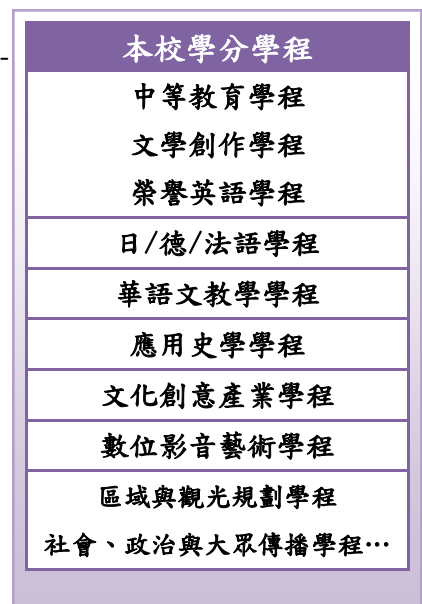 本校學分學程
中等教育學程
文學創作學程
榮譽英語學程
日/德/法語學程
華語文教學學程
應用史學學程
文化創意產業學程
數位影音藝術學程
區域與觀光規劃學程
社會、政治與大眾傳播學程…